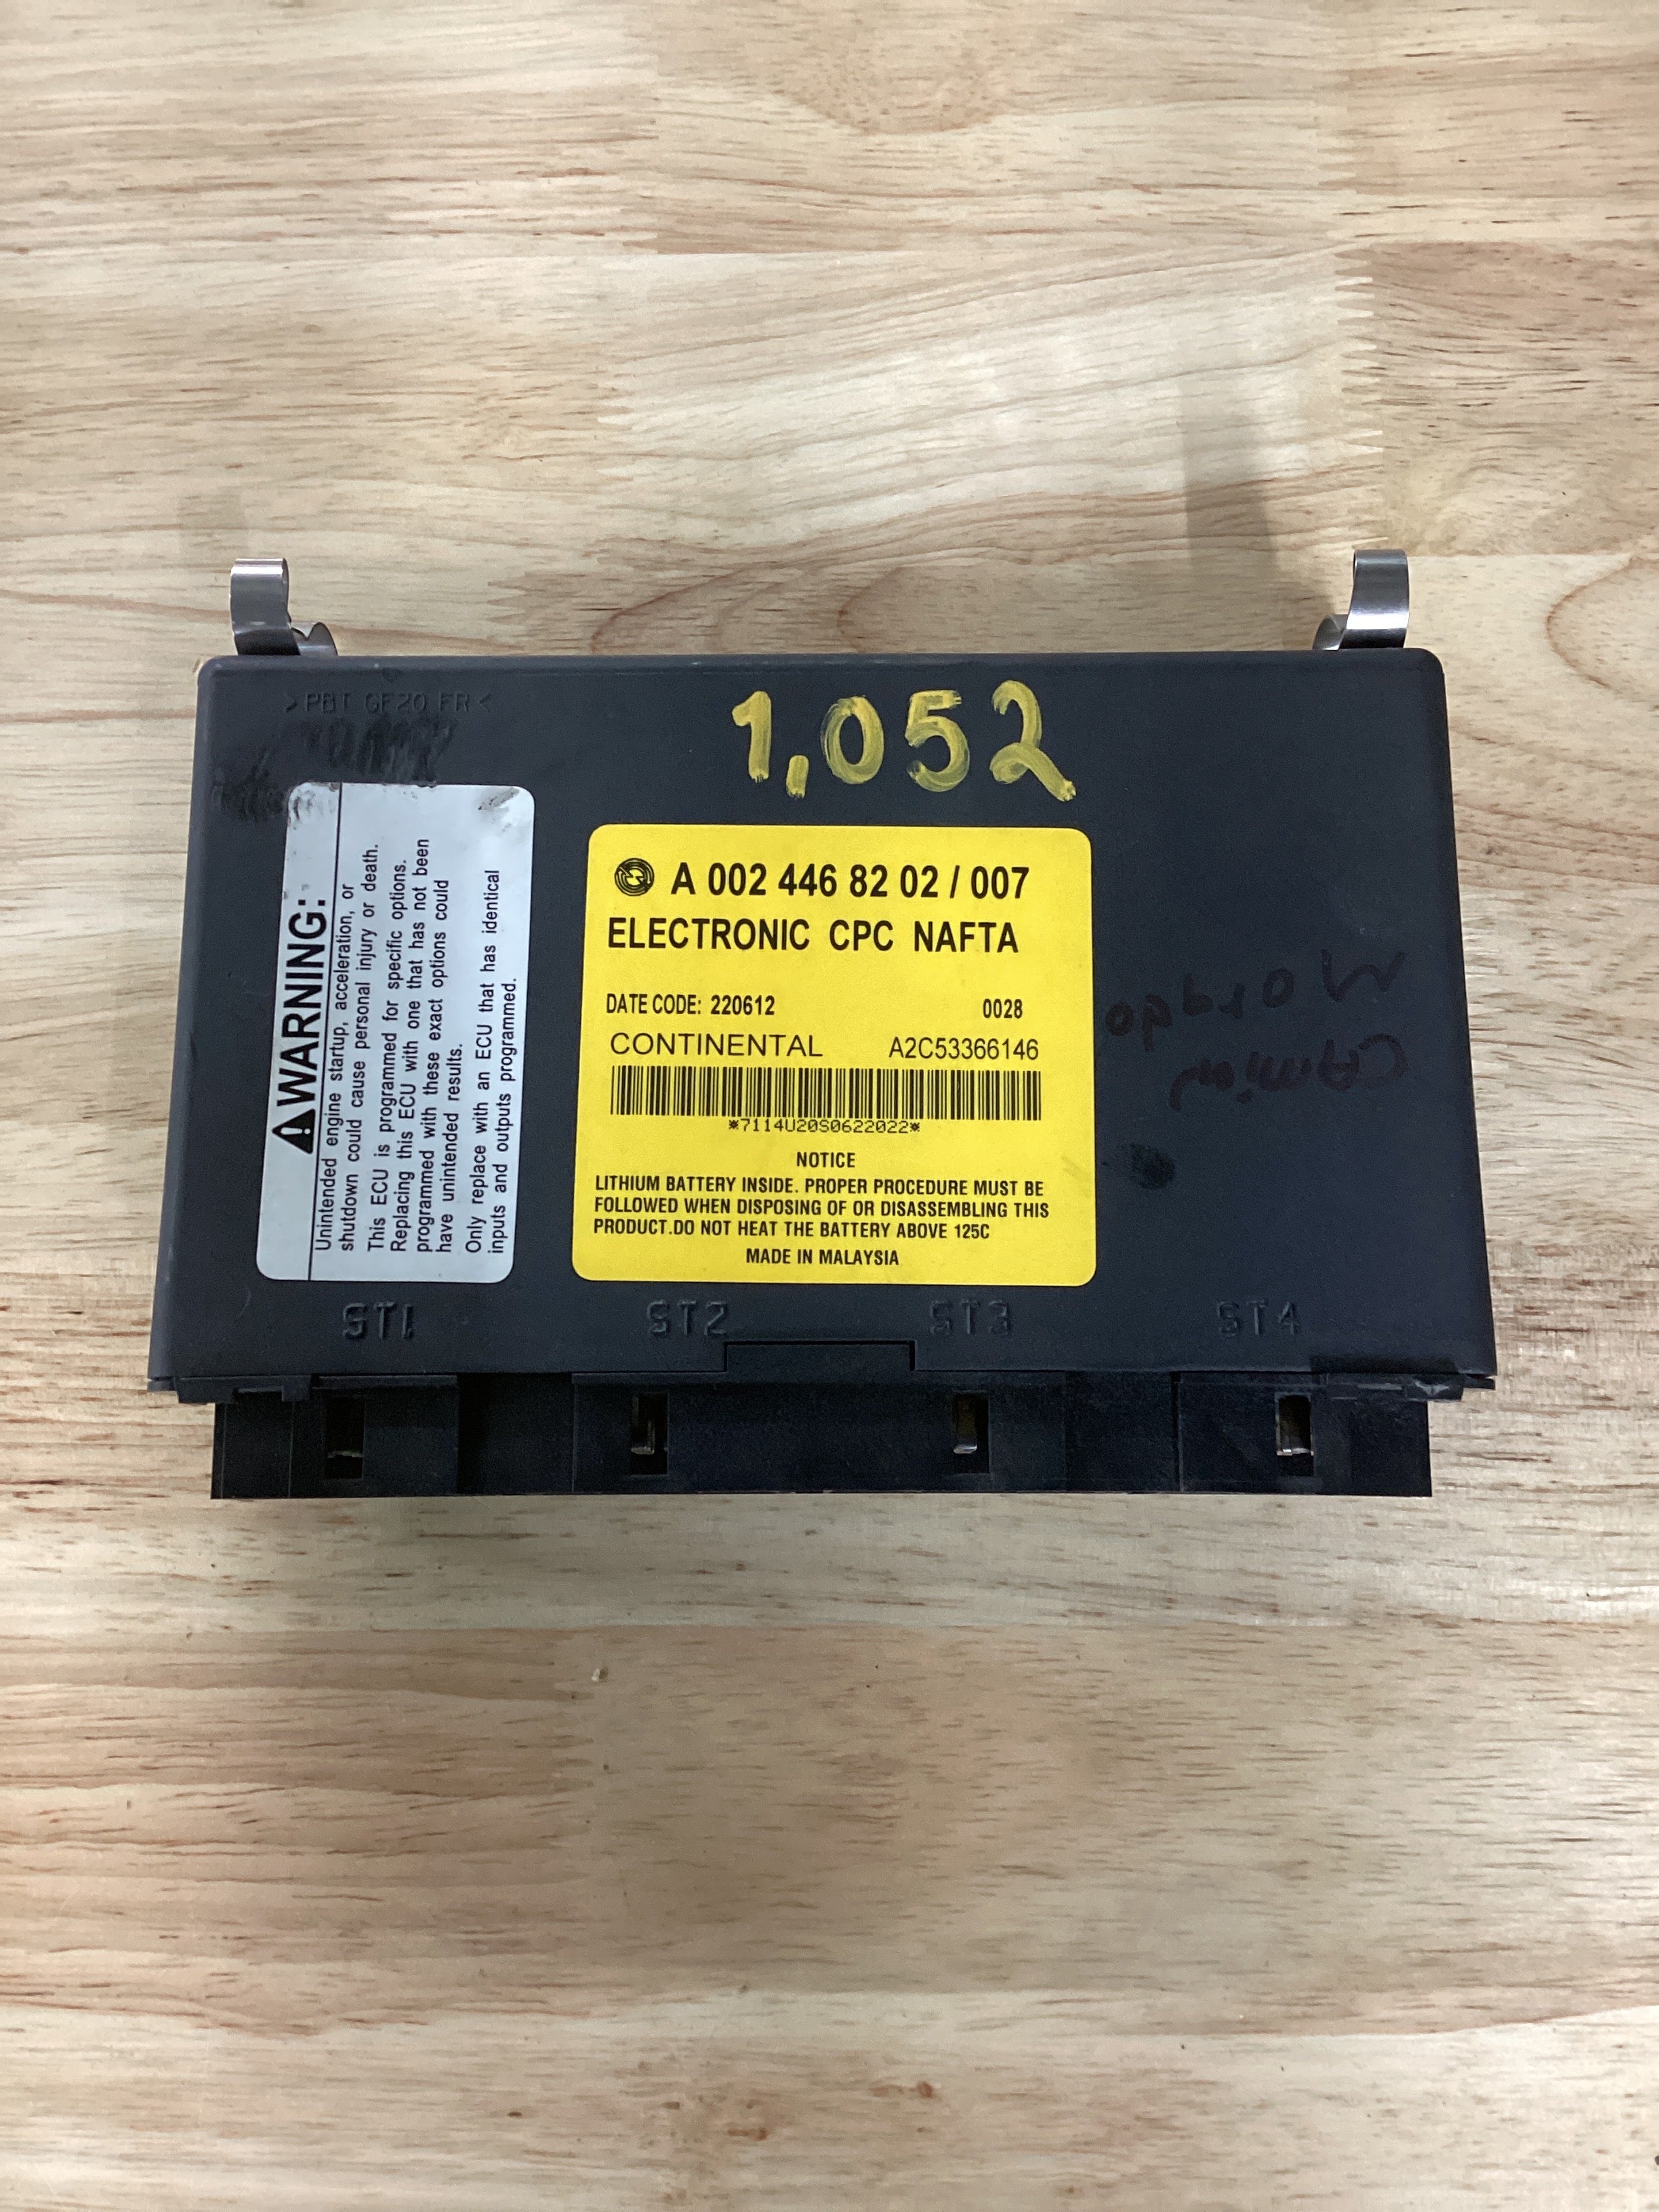 >PBT GF20 FR<
1,052
⚠WARNING:
Unintended engine startup, acceleration, or
shutdown could cause personal injury or death.
This ECU is programmed for specific options.
Replacing this ECU with one that has not been
programmed with these exact options could
have unintended results.
Only replace with an ECU that has identical
inputs and outputs programmed.
A 002 446 82 02 / 007
ELECTRONIC CPC NAFTA
DATE CODE: 220612 0028
CONTINENTAL A2C53366146
*7114U20S0622022*
NOTICE
LITHIUM BATTERY INSIDE. PROPER PROCEDURE MUST BE
FOLLOWED WHEN DISPOSING OF OR DISASSEMBLING THIS
PRODUCT.DO NOT HEAT THE BATTERY ABOVE 125C
MADE IN MALAYSIA
Camion
Morado
ST1 ST2 ST3 ST4